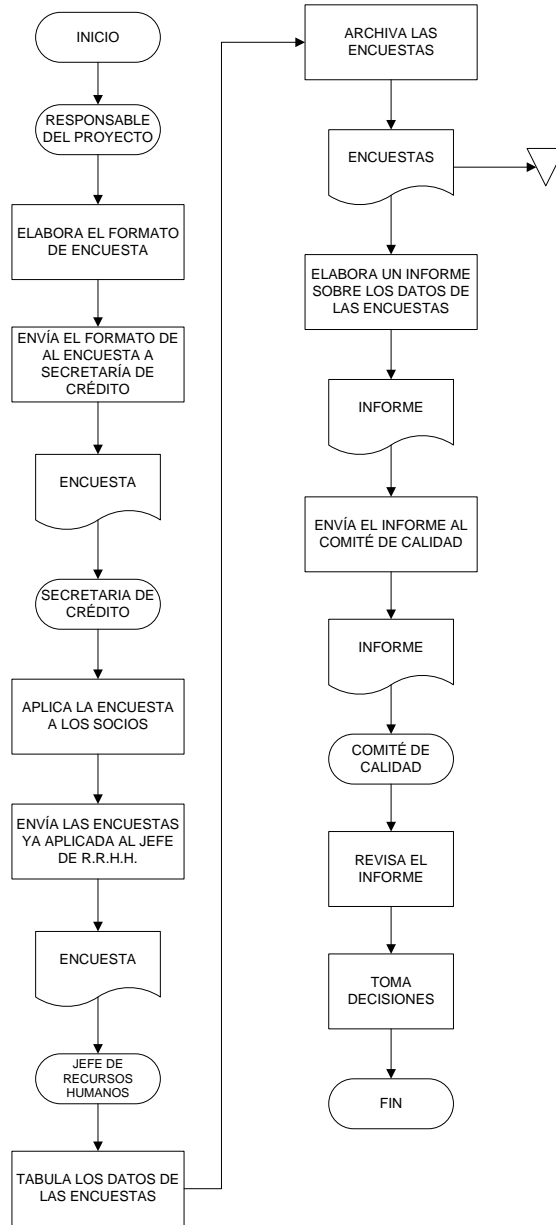 INICIO
RESPONSABLE
DEL PROYECTO
ELABORA EL FORMATO
DE ENCUESTA
ENVÍA EL FORMATO DE
AL ENCUESTA A
SECRETARÍA DE
CRÉDITO
ENCUESTA
SECRETARIA DE
CRÉDITO
APLICA LA ENCUESTA
A LOS SOCIOS
ENVÍA LAS ENCUESTAS
YA APLICADA AL JEFE
DE R.R.H.H.
ENCUESTA
JEFE DE
RECURSOS
HUMANOS
TABULA LOS DATOS DE
LAS ENCUESTAS
ARCHIVA LAS
ENCUESTAS
ENCUESTAS
ELABORA UN INFORME
SOBRE LOS DATOS DE
LAS ENCUESTAS
INFORME
ENVÍA EL INFORME AL
COMITÉ DE CALIDAD
INFORME
COMITÉ DE
CALIDAD
REVISA EL
INFORME
TOMA
DECISIONES
FIN